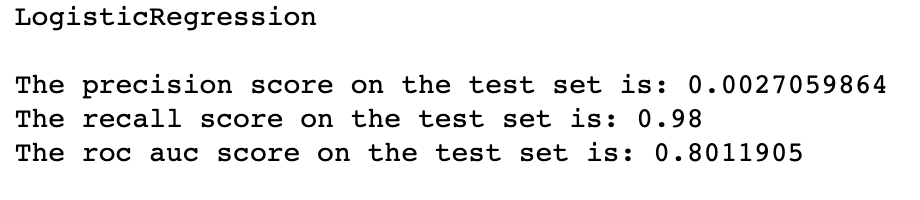 LogisticRegression
The precision score on the test set is: 0.0027059864
The recall score on the test set is: 0.98
The roc auc score on the test set is: 0.8011905